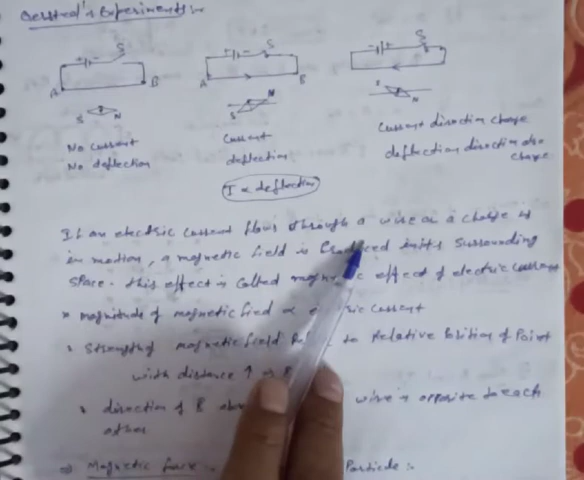 Oersted's Experiment :-
+ - S + - S - + S
A B A B
S N S N S N
No current Current Current direction change
No deflection deflection deflection direction also change
I ∝ deflection
If an electric current flows through a wire or a charge is
in motion, a magnetic field is Produced in its surrounding
space. This effect is called effect of electric current
* magnitude of magnetic field ∝ current
* Strength of magnetic field to Relative Position of Point
with distance ↑
* direction of B wire is opposite to each
other
⇒ Magnetic force Particle :-